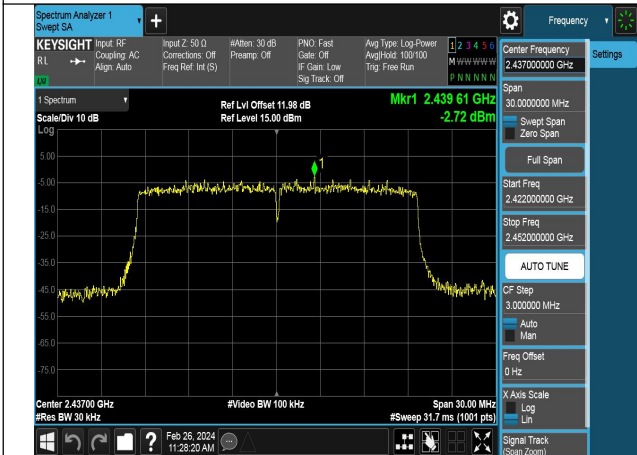 Spectrum Analyzer 1
Swept SA
Frequency
KEYSIGHT
Input: RF
Input Z: 50 Ω
#Atten: 30 dB
PNO: Fast
Avg Type: Log-Power
1 2 3 4 5 6
RL
Coupling: AC
Corrections: Off
Preamp: Off
Gate: Off
Avg|Hold: 100/100
M W W W W W
Align: Auto
Freq Ref: Int (S)
IF Gain: Low
Trig: Free Run
Sig Track: Off
P N N N N N
LXI
1 Spectrum
Scale/Div 10 dB
Ref Lvl Offset 11.98 dB
Ref Level 15.00 dBm
Mkr1 2.439 61 GHz
-2.72 dBm
Log
5.00
-5.00
-15.0
-25.0
-35.0
-45.0
-55.0
-65.0
-75.0
1
Center 2.43700 GHz
#Video BW 100 kHz
Span 30.00 MHz
#Res BW 30 kHz
#Sweep 31.7 ms (1001 pts)
Feb 26, 2024
11:28:20 AM
Center Frequency
2.437000000 GHz
Settings
Span
30.0000000 MHz
Swept Span
Zero Span
Full Span
Start Freq
2.422000000 GHz
Stop Freq
2.452000000 GHz
AUTO TUNE
CF Step
3.000000 MHz
Auto
Man
Freq Offset
0 Hz
X Axis Scale
Log
Lin
Signal Track
(Span Zoom)